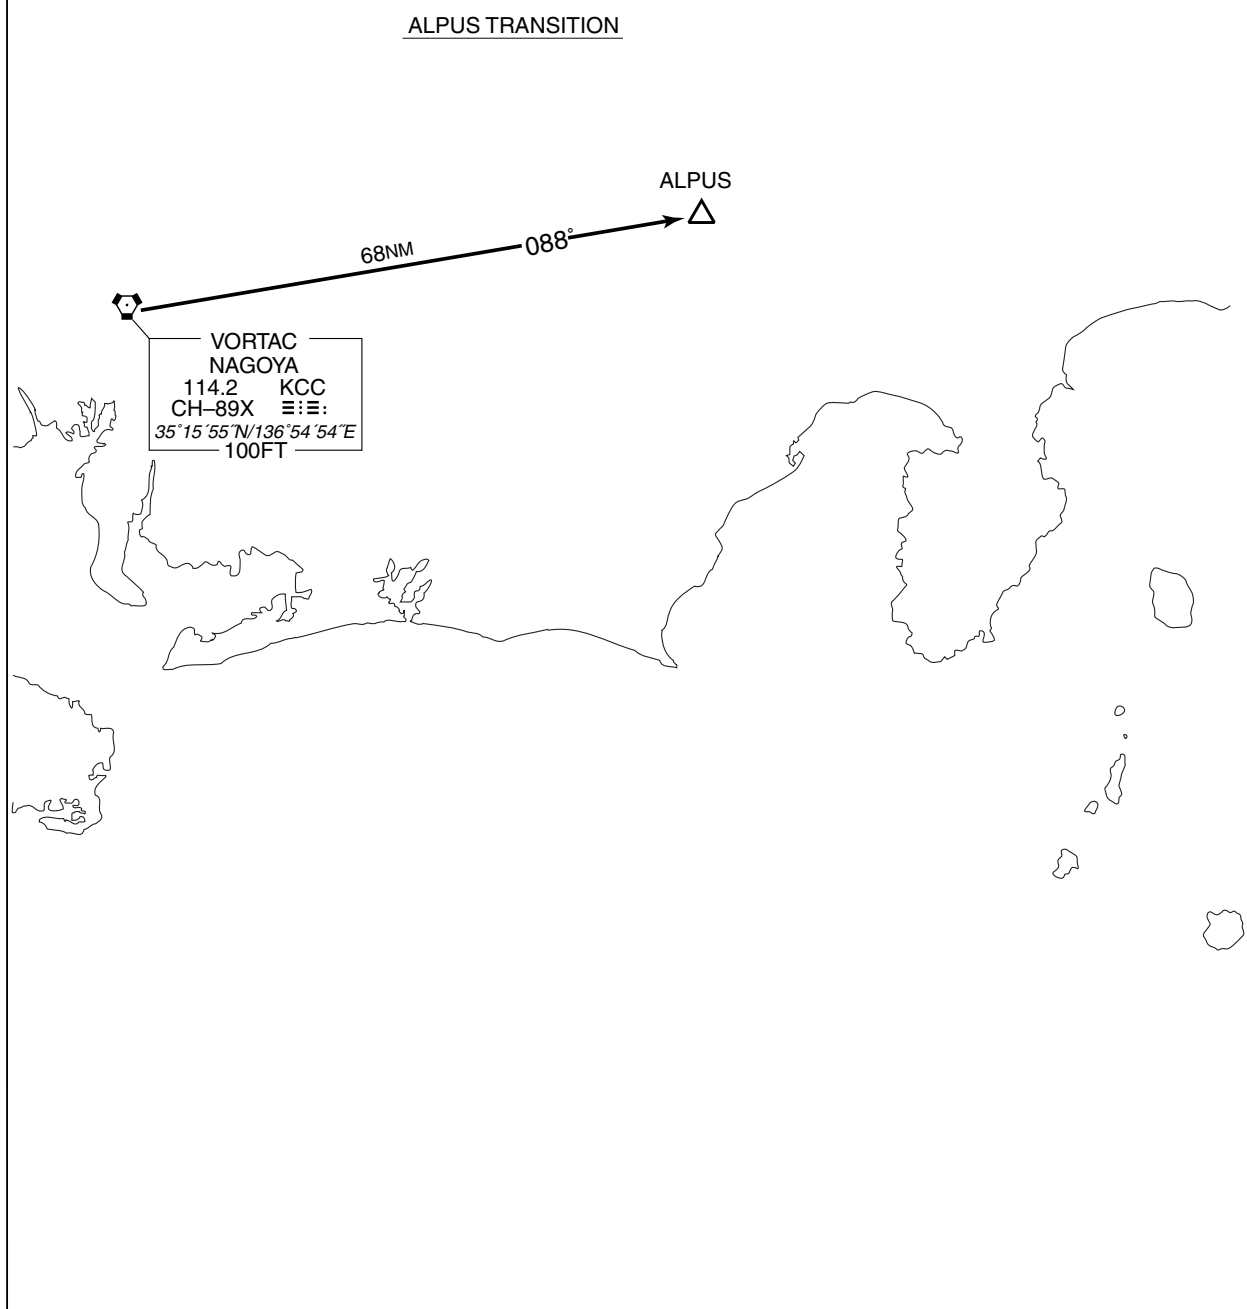 ALPUS TRANSITION
ALPUS
68NM
088°
VORTAC
NAGOYA
114.2 KCC
CH–89X
35°15´55˝N/136°54´54˝E
100FT